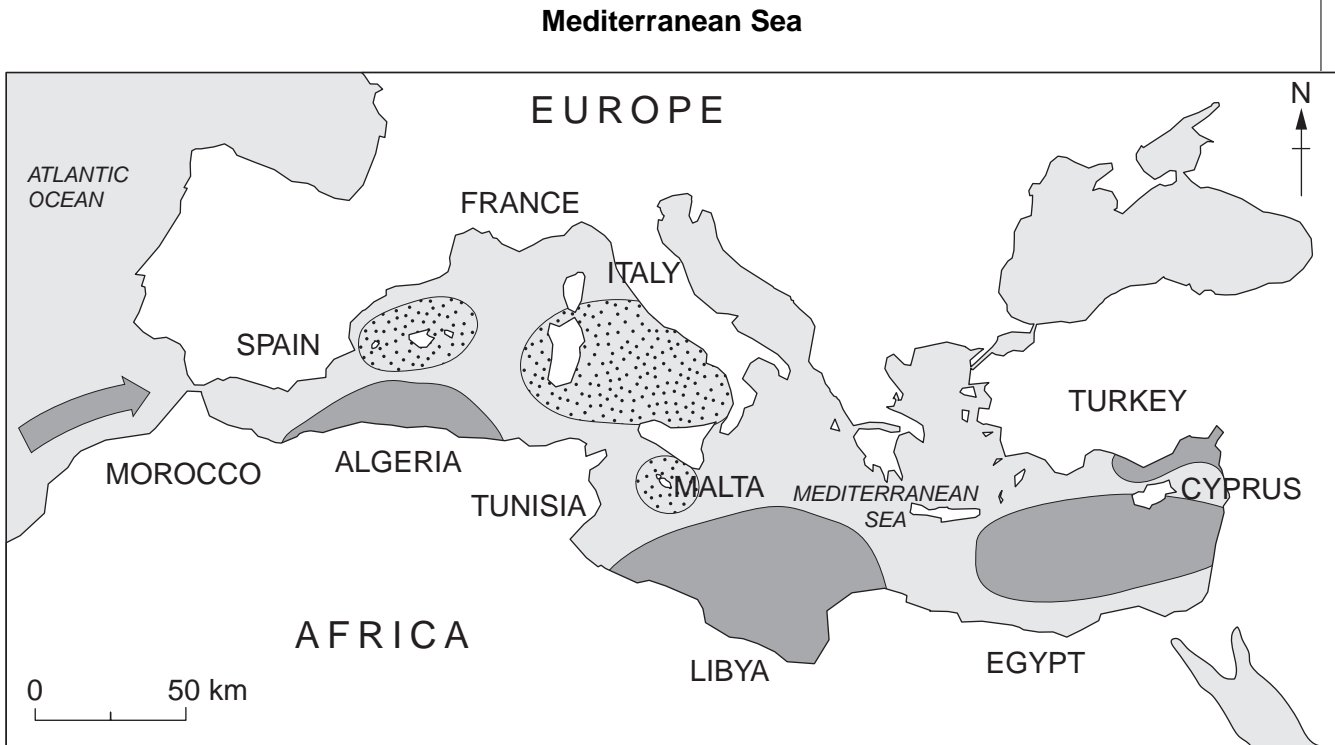 Mediterranean Sea
EUROPE
N
ATLANTIC
OCEAN
FRANCE
ITALY
SPAIN
TURKEY
MOROCCO
ALGERIA
TUNISIA
MALTA
MEDITERRANEAN
SEA
CYPRUS
AFRICA
LIBYA
EGYPT
0 50 km